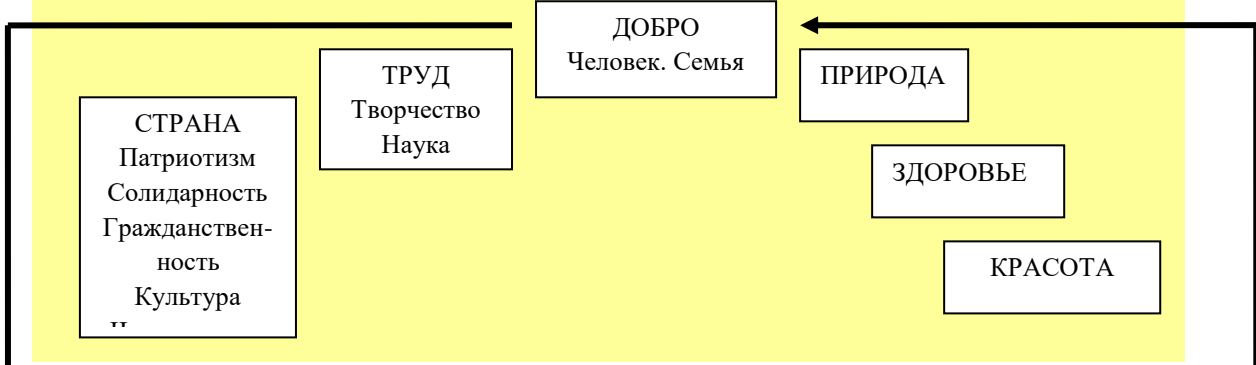 ДОБРО
Человек. Семья
ТРУД
Творчество
Наука
ПРИРОДА
СТРАНА
Патриотизм
Солидарность
Гражданствен-
ность
Культура
ЗДОРОВЬЕ
КРАСОТА